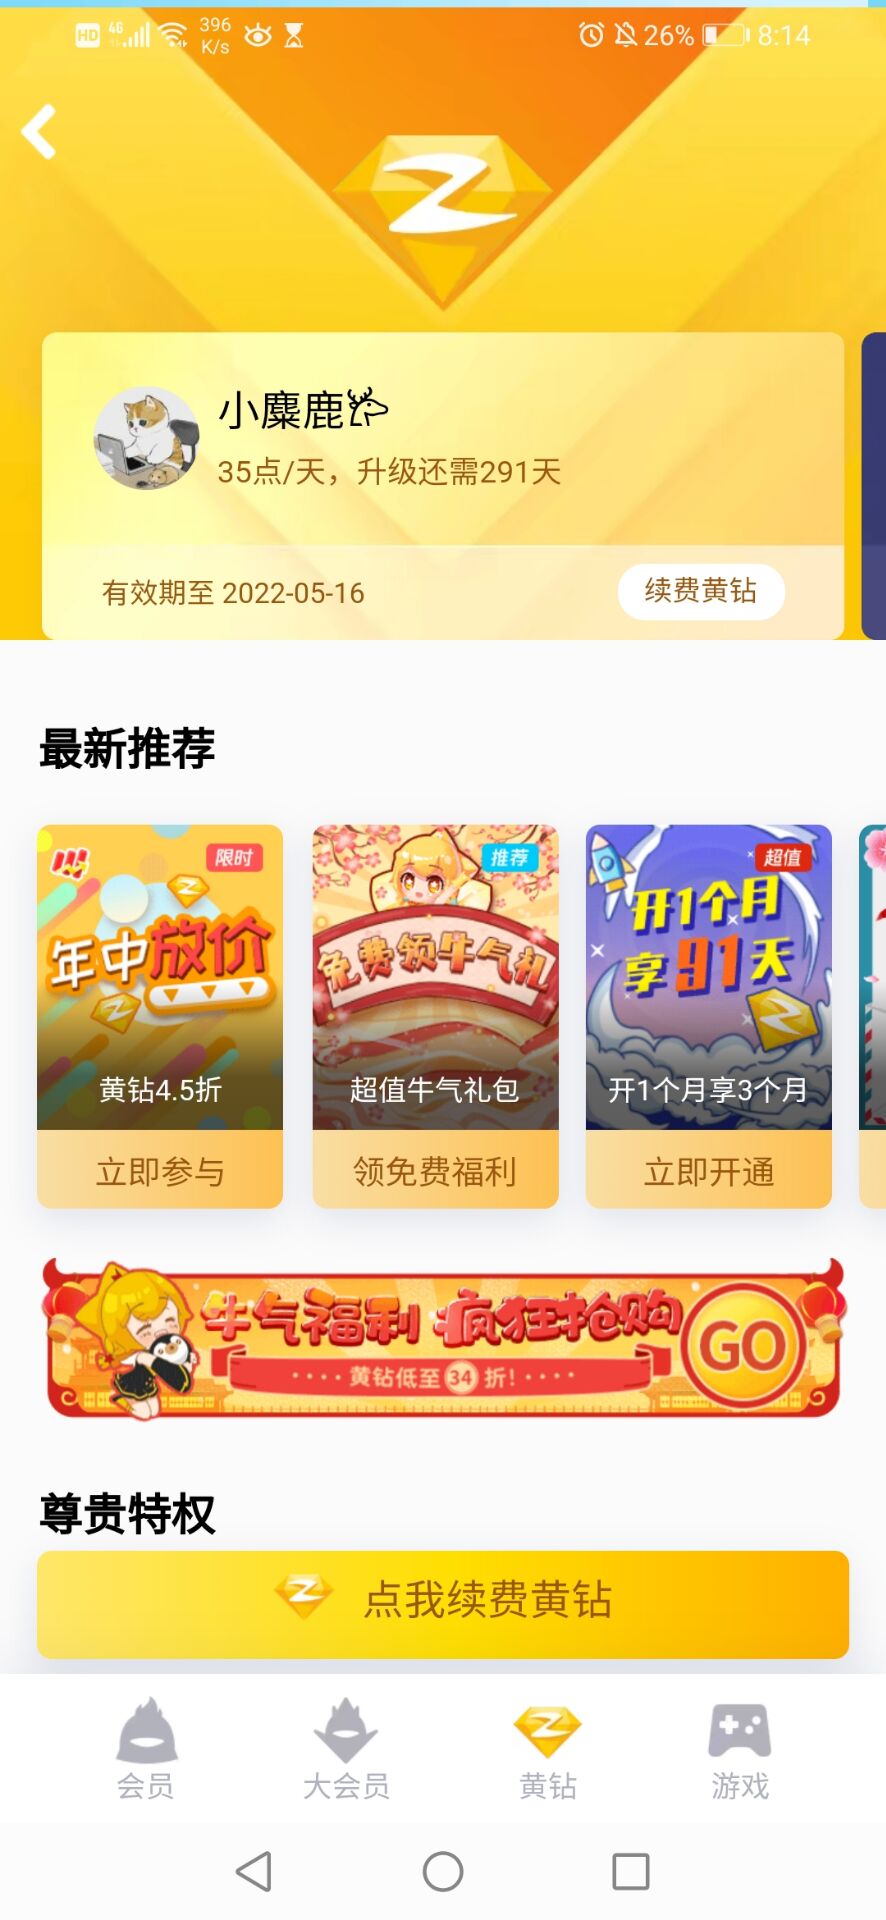 HD 4G 396 K/s 26% 8:14
小麋鹿
35点/天，升级还需291天
有效期至 2022-05-16
续费黄钻
最新推荐
限时
年中放价
黄钻4.5折
立即参与
推荐
免费领牛气礼
超值牛气礼包
领免费福利
超值
开1个月
享91天
开1个月享3个月
立即开通
牛气福利 疯狂抢购
GO
····黄钻低至34折!····
尊贵特权
点我续费黄钻
会员
大会员
黄钻
游戏